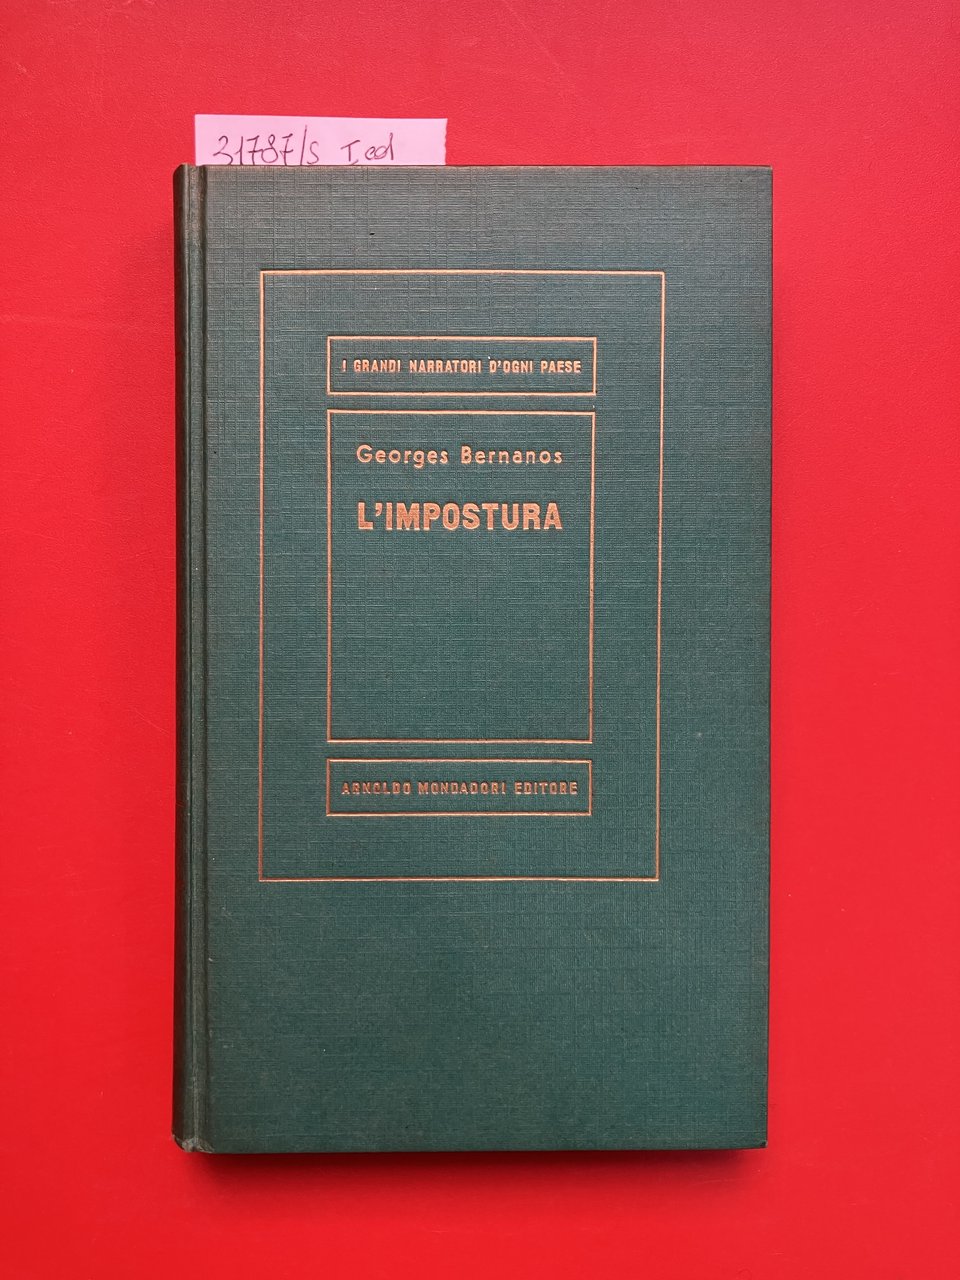 31787/S I ed
I GRANDI NARRATORI D'OGNI PAESE
Georges Bernanos
L'IMPOSTURA
ARNOLDO MONDADORI EDITORE